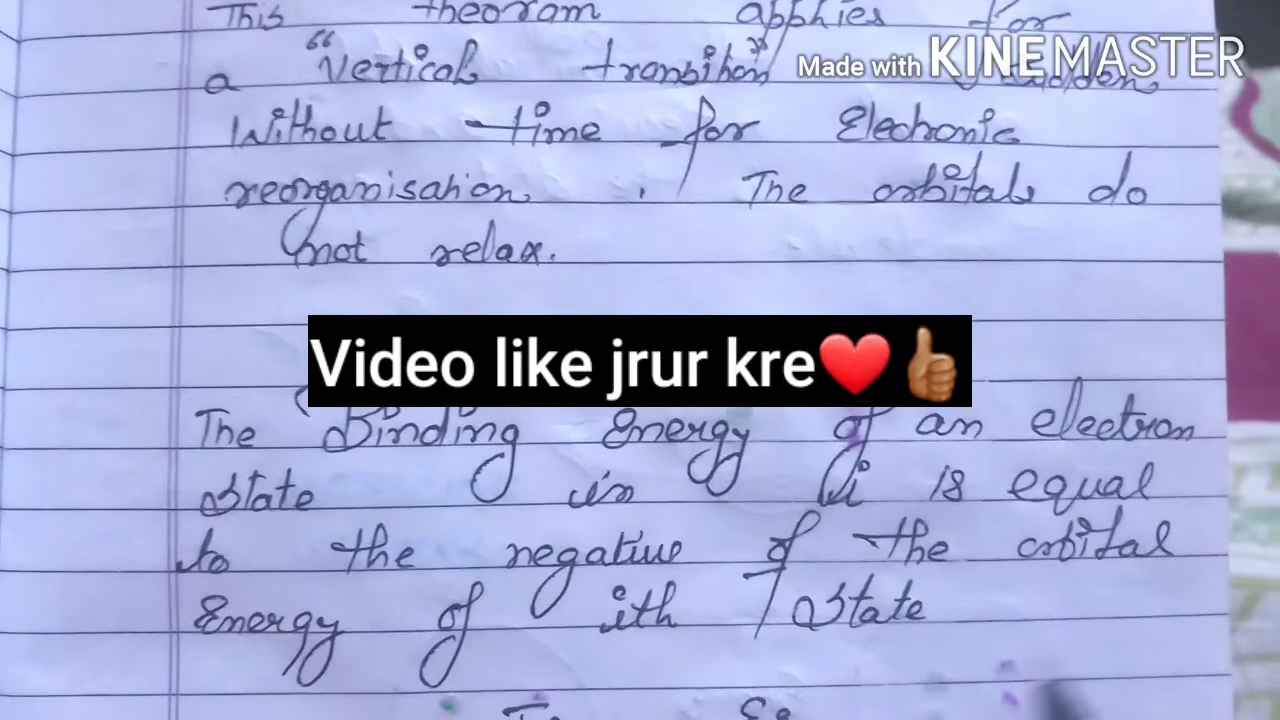 This theoram applies for
a "Vertical transition" sudden
Made with KINEMASTER
Without time for Electronic
reorganisation. The orbitals do
not relax.
Video like jrur kre❤️👍🏾
The Binding Energy of an electron
State in is equal
to the negative of the orbital
Energy of ith State